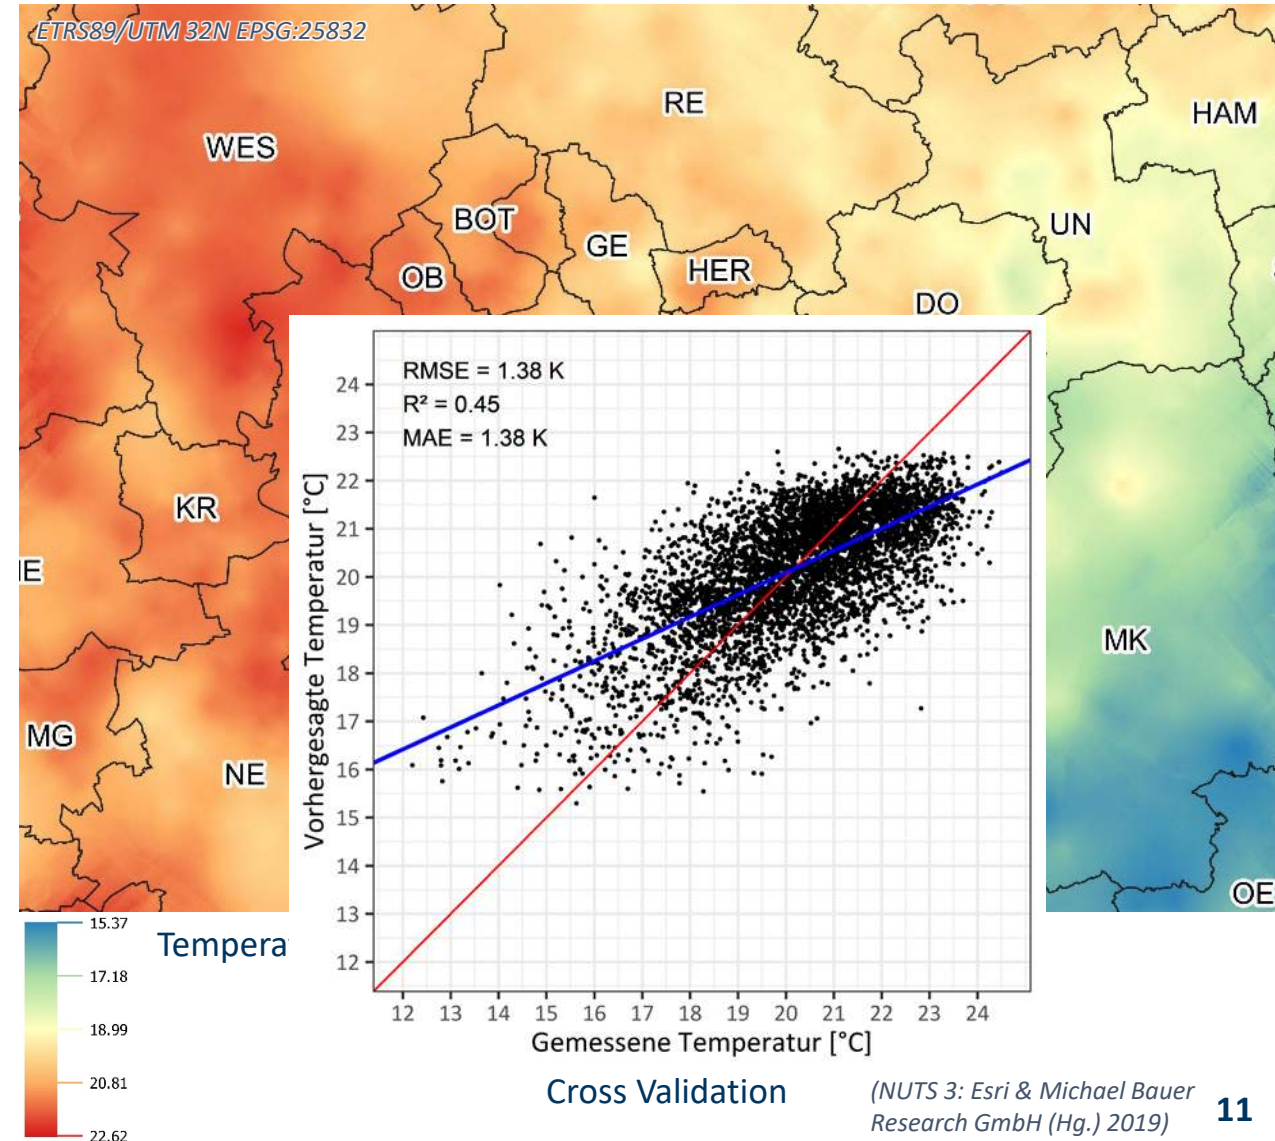 ETRS89/UTM 32N EPSG:25832
RE
HAM
WES
BOT
GE
UN
OB
HER
DO
KR
IE
MK
MG
NE
OE
RMSE = 1.38 K
R² = 0.45
MAE = 1.38 K
24
23
22
21
20
19
18
17
16
15
14
13
12
Vorhergesagte Temperatur [°C]
12 13 14 15 16 17 18 19 20 21 22 23 24
Gemessene Temperatur [°C]
15.37
17.18
18.99
20.81
22.62
Tempera
Cross Validation
(NUTS 3: Esri & Michael Bauer
Research GmbH (Hg.) 2019)
11